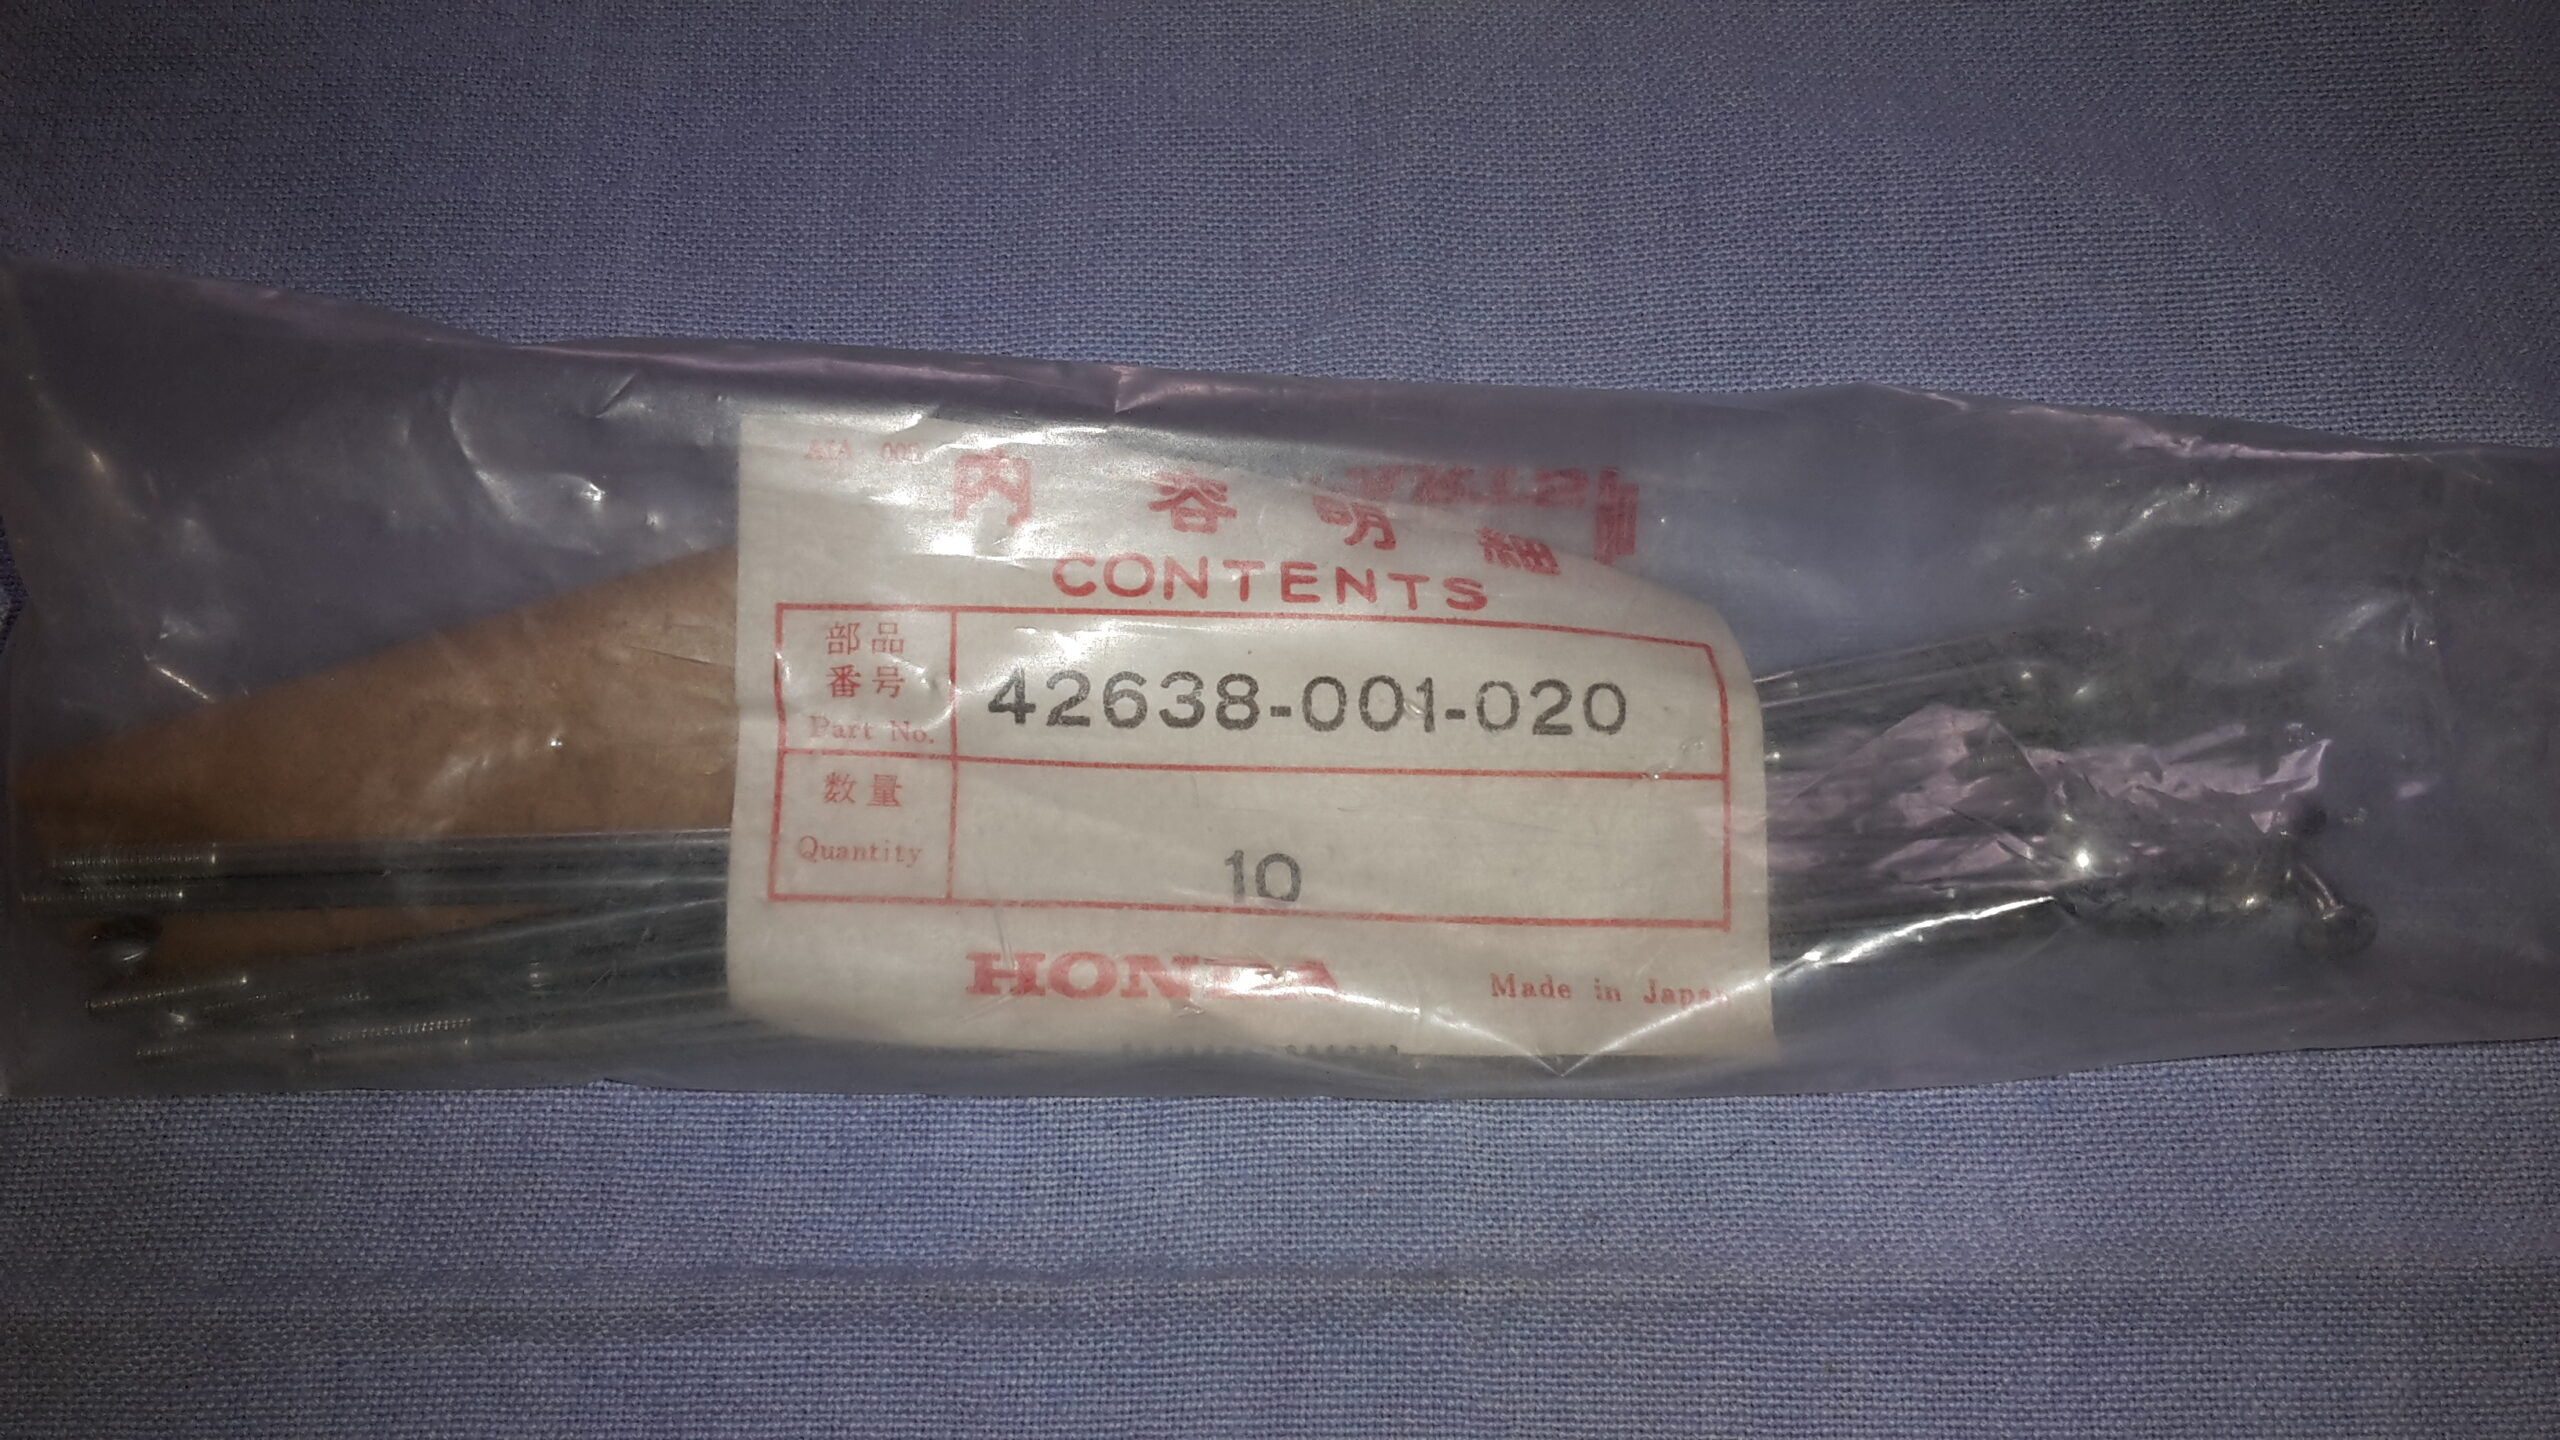 内容明細
CONTENTS
部品
番号
Part No.
42638-001-020
数量
Quantity
10
HONDA
Made in Japan